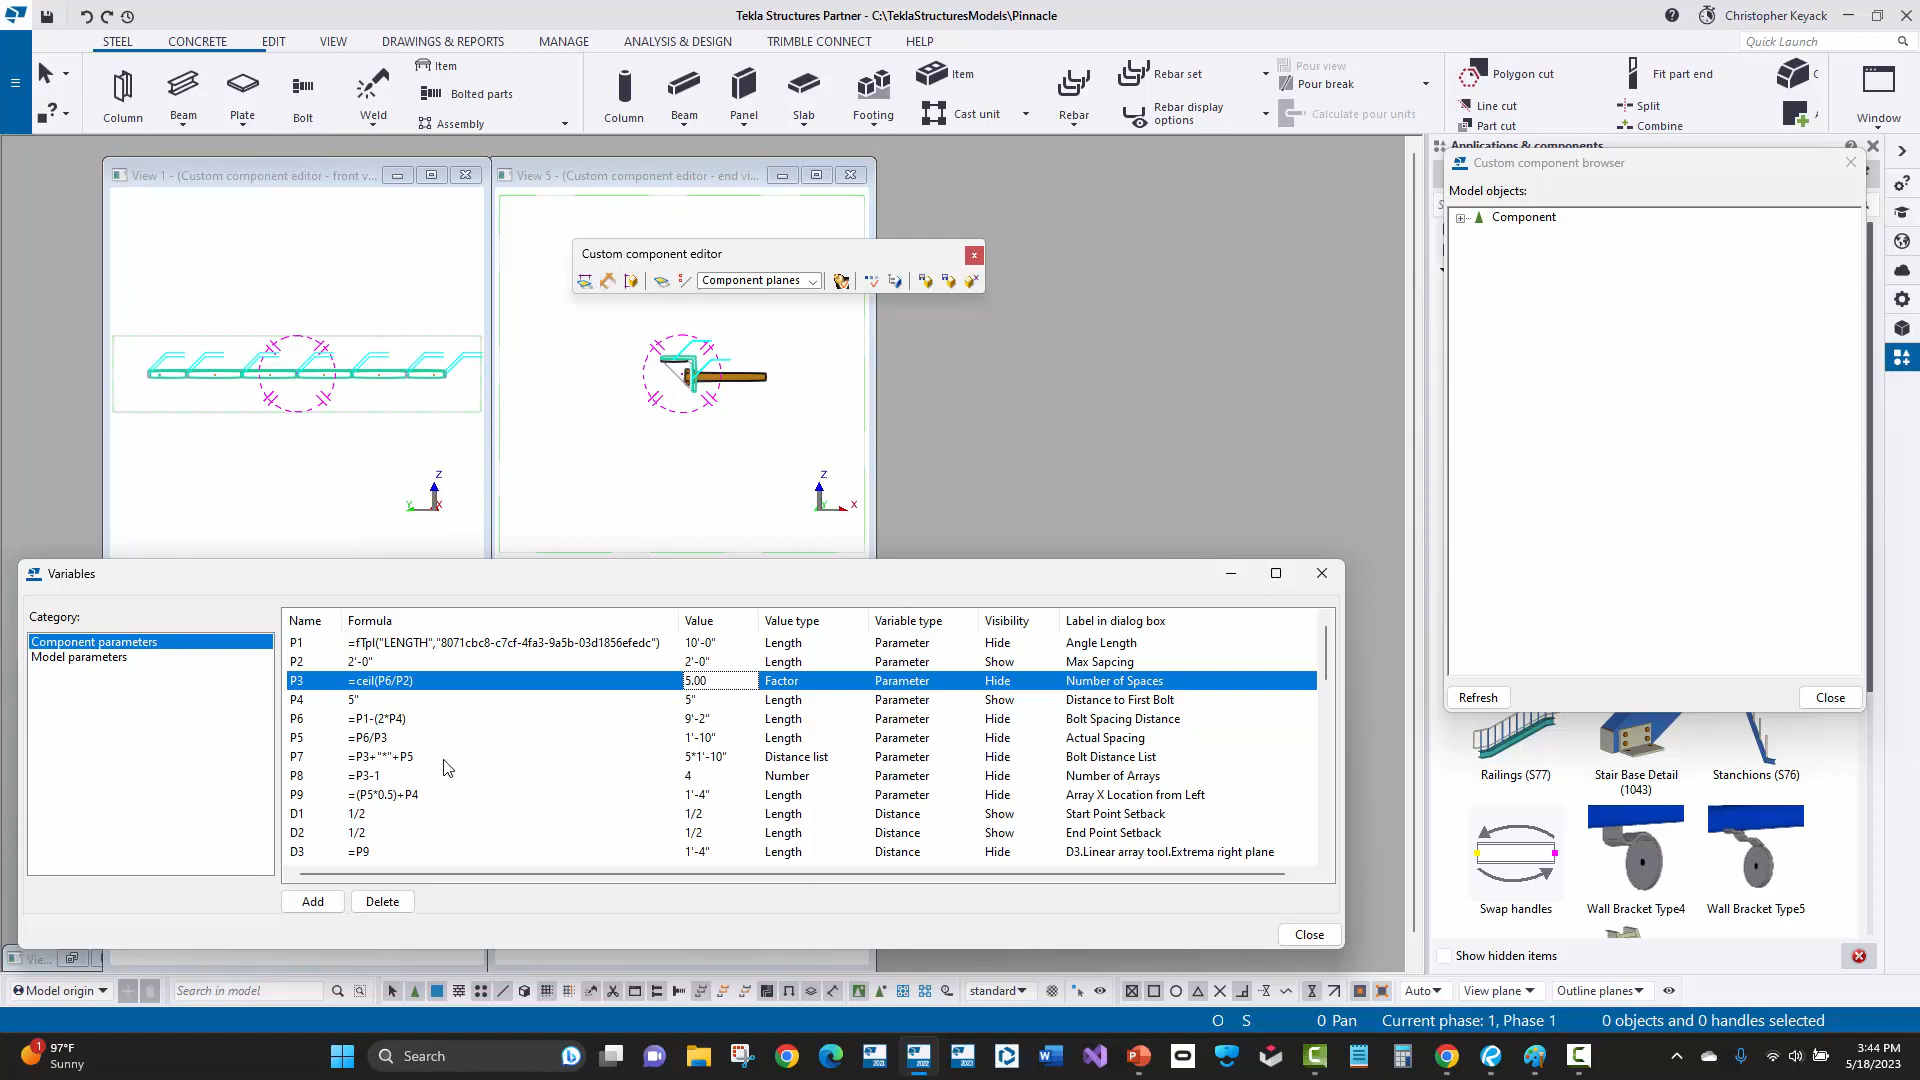 Tekla Structures Partner - C:\TeklaStructuresModels\Pinnacle
Christopher Keyack
STEEL CONCRETE EDIT VIEW DRAWINGS & REPORTS MANAGE ANALYSIS & DESIGN TRIMBLE CONNECT HELP
Quick Launch
Column Beam Plate Bolt Weld
Item
Bolted parts
Assembly
Column Beam Panel Slab Footing
Item
Cast unit
Rebar
Rebar set
Rebar display
options
Pour view
Pour break
Calculate pour units
Polygon cut
Line cut
Part cut
Fit part end
Split
Combine
Window
View 1 - (Custom component editor - front v...
View 5 - (Custom component editor - end vi...
Custom component editor
Component planes
Z
Y
X
Z
Y
X
Applications & components
Custom component browser
Model objects:
Component
Refresh
Close
Railings (S77)
Stair Base Detail
(1043)
Stanchions (S76)
Swap handles
Wall Bracket Type4
Wall Bracket Type5
Show hidden items
Variables
Category:
Component parameters
Model parameters
Name Formula Value Value type Variable type Visibility Label in dialog box
P1 =fTpl("LENGTH","8071cbc8-c7cf-4fa3-9a5b-03d1856efedc") 10'-0" Length Parameter Hide Angle Length
P2 2'-0" 2'-0" Length Parameter Show Max Sapcing
P3 =ceil(P6/P2) 5.00 Factor Parameter Hide Number of Spaces
P4 5" 5" Length Parameter Show Distance to First Bolt
P6 =P1-(2*P4) 9'-2" Length Parameter Hide Bolt Spacing Distance
P5 =P6/P3 1'-10" Length Parameter Hide Actual Spacing
P7 =P3+"*"+P5 5*1'-10" Distance list Parameter Hide Bolt Distance List
P8 =P3-1 4 Number Parameter Hide Number of Arrays
P9 =(P5*0.5)+P4 1'-4" Length Parameter Hide Array X Location from Left
D1 1/2 1/2 Length Distance Show Start Point Setback
D2 1/2 1/2 Length Distance Show End Point Setback
D3 =P9 1'-4" Length Distance Hide D3.Linear array tool.Extrema right plane
Add
Delete
Close
Vie...
Model origin
Search in model
standard
Auto
View plane
Outline planes
O S 0 Pan Current phase: 1, Phase 1 0 objects and 0 handles selected
1
97°F
Sunny
Search
2021
2022
2023
3:44 PM
5/18/2023